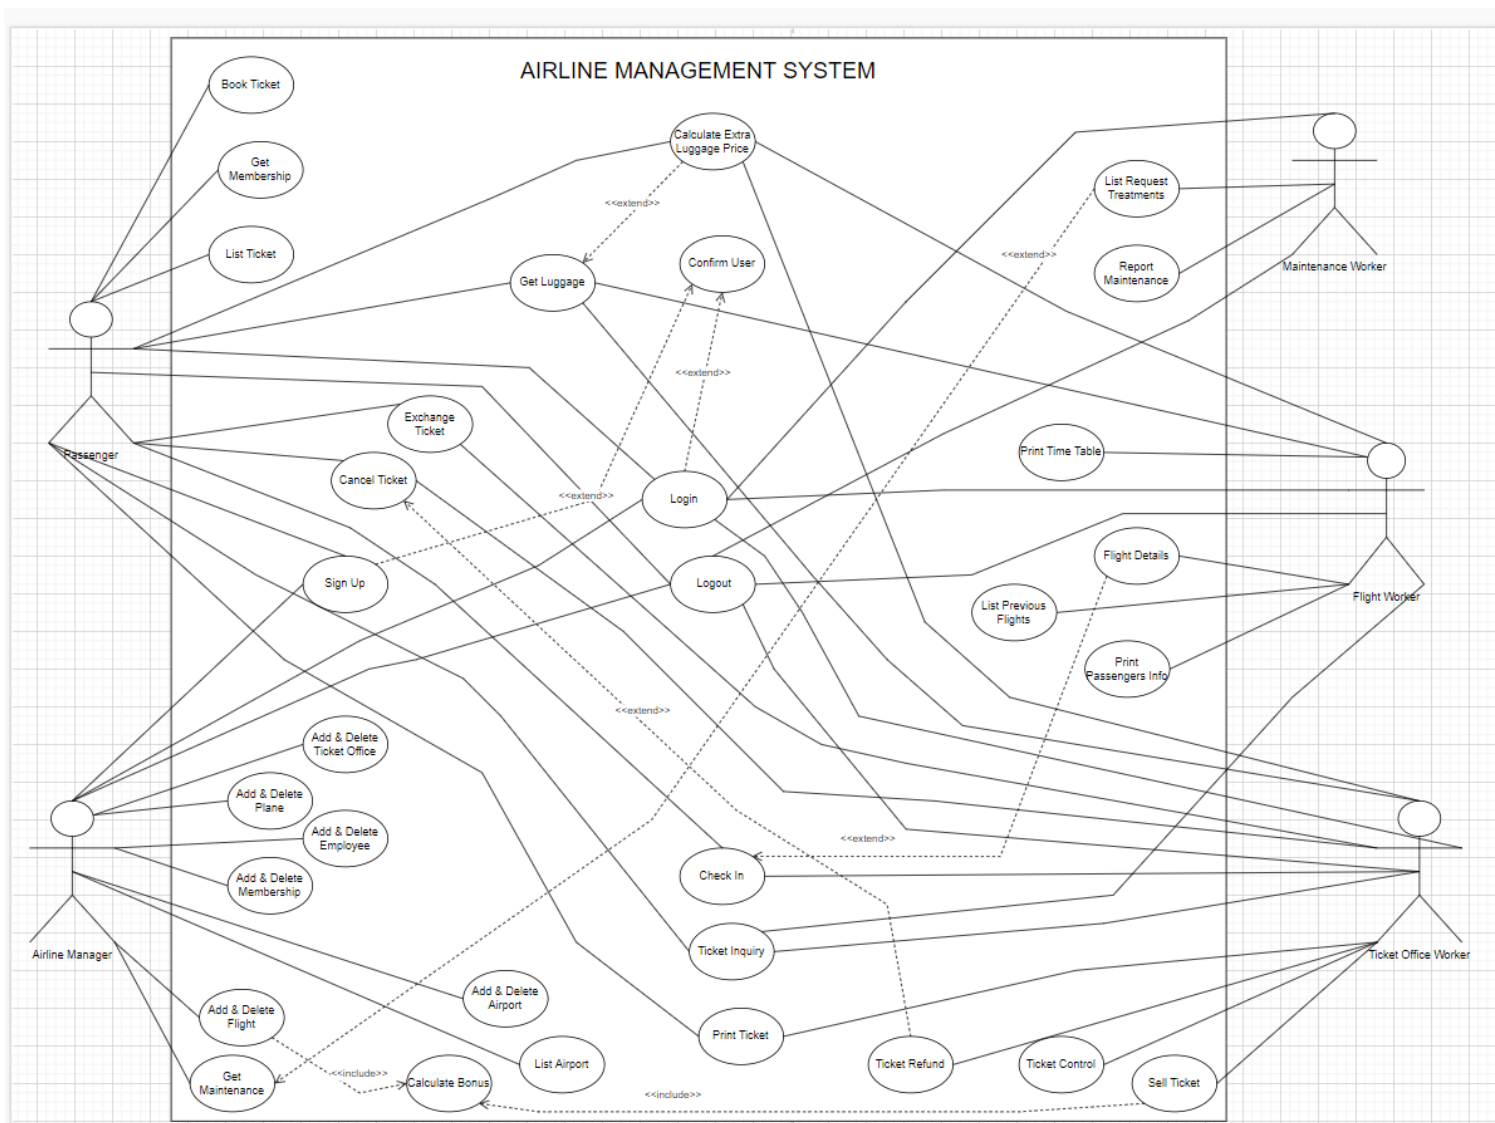 AIRLINE MANAGEMENT SYSTEM
Book Ticket
Calculate Extra
Luggage Price
Get
Membership
List Request
Treatments
<<extend>>
List Ticket
Confirm User
<<extend>>
Maintenance Worker
Report
Maintenance
Get Luggage
<<extend>>
Exchange
Ticket
Print Time Table
Passenger
Cancel Ticket
<<extend>>
Login
Flight Details
Sign Up
Logout
Flight Worker
List Previous
Flights
Print
Passengers Info
<<extend>>
Add & Delete
Ticket Office
Add & Delete
Plane
Add & Delete
Employee
<<extend>>
Check In
Add & Delete
Membership
Airline Manager
Ticket Inquiry
Ticket Office Worker
Add & Delete
Airport
Add & Delete
Flight
Print Ticket
List Airport
Ticket Refund
Ticket Control
Get
Maintenance
<<include>>
Calculate Bonus
Sell Ticket
<<include>>